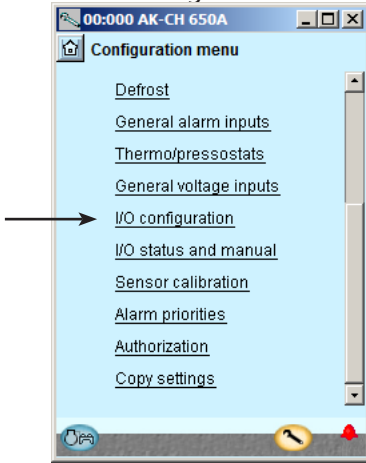 00:000 AK-CH 650A
Configuration menu
Defrost
General alarm inputs
Thermo/pressostats
General voltage inputs
I/O configuration
I/O status and manual
Sensor calibration
Alarm priorities
Authorization
Copy settings